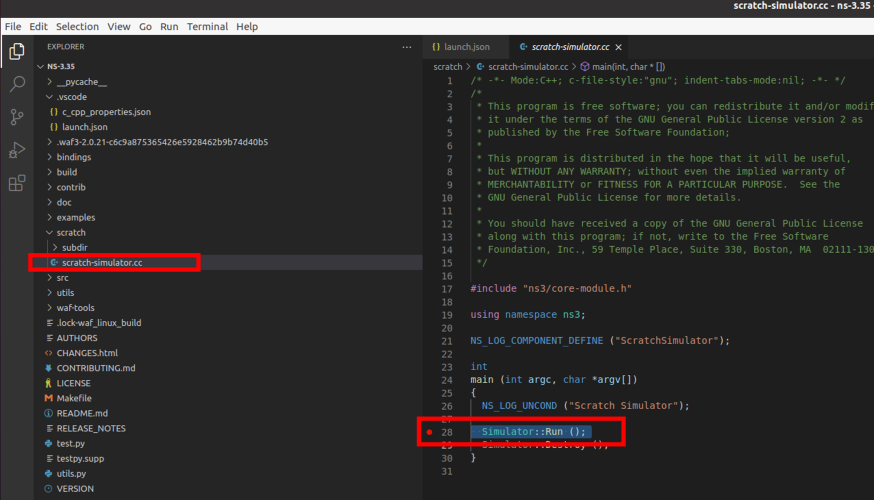 scratch-simulator.cc - ns-3.35 -
File Edit Selection View Go Run Terminal Help
EXPLORER
NS-3.35
__pycache__
.vscode
c_cpp_properties.json
launch.json
.waf3-2.0.21-c6c9a875365426e5928462b9b74d40b5
bindings
build
contrib
doc
examples
scratch
subdir
scratch-simulator.cc
src
utils
waf-tools
.lock-waf_linux_build
AUTHORS
CHANGES.html
CONTRIBUTING.md
LICENSE
Makefile
README.md
RELEASE_NOTES
test.py
testpy.supp
utils.py
VERSION
launch.json scratch-simulator.cc
scratch > scratch-simulator.cc > main(int, char * [])
1 /* -*- Mode:C++; c-file-style:"gnu"; indent-tabs-mode:nil; -*- */
2 /*
3 * This program is free software; you can redistribute it and/or modif
4 * it under the terms of the GNU General Public License version 2 as
5 * published by the Free Software Foundation;
6 *
7 * This program is distributed in the hope that it will be useful,
8 * but WITHOUT ANY WARRANTY; without even the implied warranty of
9 * MERCHANTABILITY or FITNESS FOR A PARTICULAR PURPOSE. See the
10 * GNU General Public License for more details.
11 *
12 * You should have received a copy of the GNU General Public License
13 * along with this program; if not, write to the Free Software
14 * Foundation, Inc., 59 Temple Place, Suite 330, Boston, MA 02111-130
15 */
16
17 #include "ns3/core-module.h"
18
19 using namespace ns3;
20
21 NS_LOG_COMPONENT_DEFINE ("ScratchSimulator");
22
23 int
24 main (int argc, char *argv[])
25 {
26 NS_LOG_UNCOND ("Scratch Simulator");
27
28 Simulator::Run ();
29 Simulator::Destroy ();
30 }
31